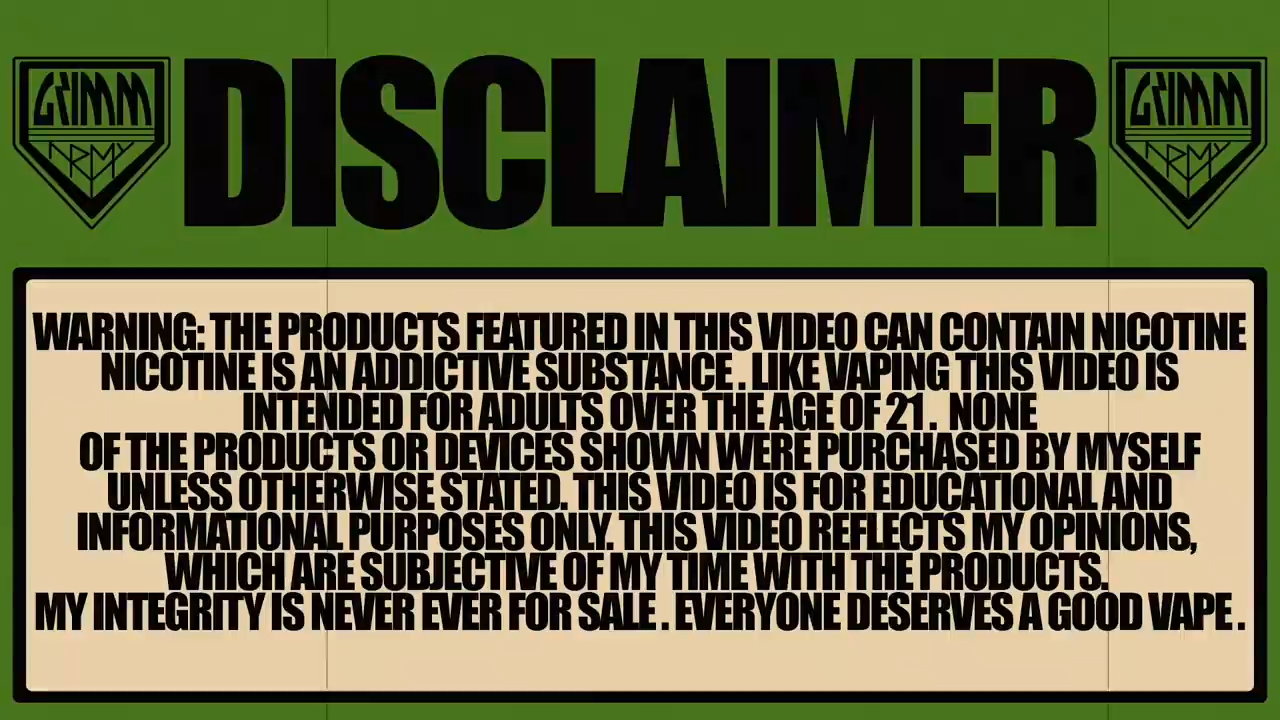 GRIMM
ARMY
DISCLAIMER
GRIMM
ARMY
WARNING: THE PRODUCTS FEATURED IN THIS VIDEO CAN CONTAIN NICOTINE
NICOTINE IS AN ADDICTIVE SUBSTANCE . LIKE VAPING THIS VIDEO IS
INTENDED FOR ADULTS OVER THE AGE OF 21 . NONE
OF THE PRODUCTS OR DEVICES SHOWN WERE PURCHASED BY MYSELF
UNLESS OTHERWISE STATED. THIS VIDEO IS FOR EDUCATIONAL AND
INFORMATIONAL PURPOSES ONLY. THIS VIDEO REFLECTS MY OPINIONS,
WHICH ARE SUBJECTIVE OF MY TIME WITH THE PRODUCTS.
MY INTEGRITY IS NEVER EVER FOR SALE . EVERYONE DESERVES A GOOD VAPE .